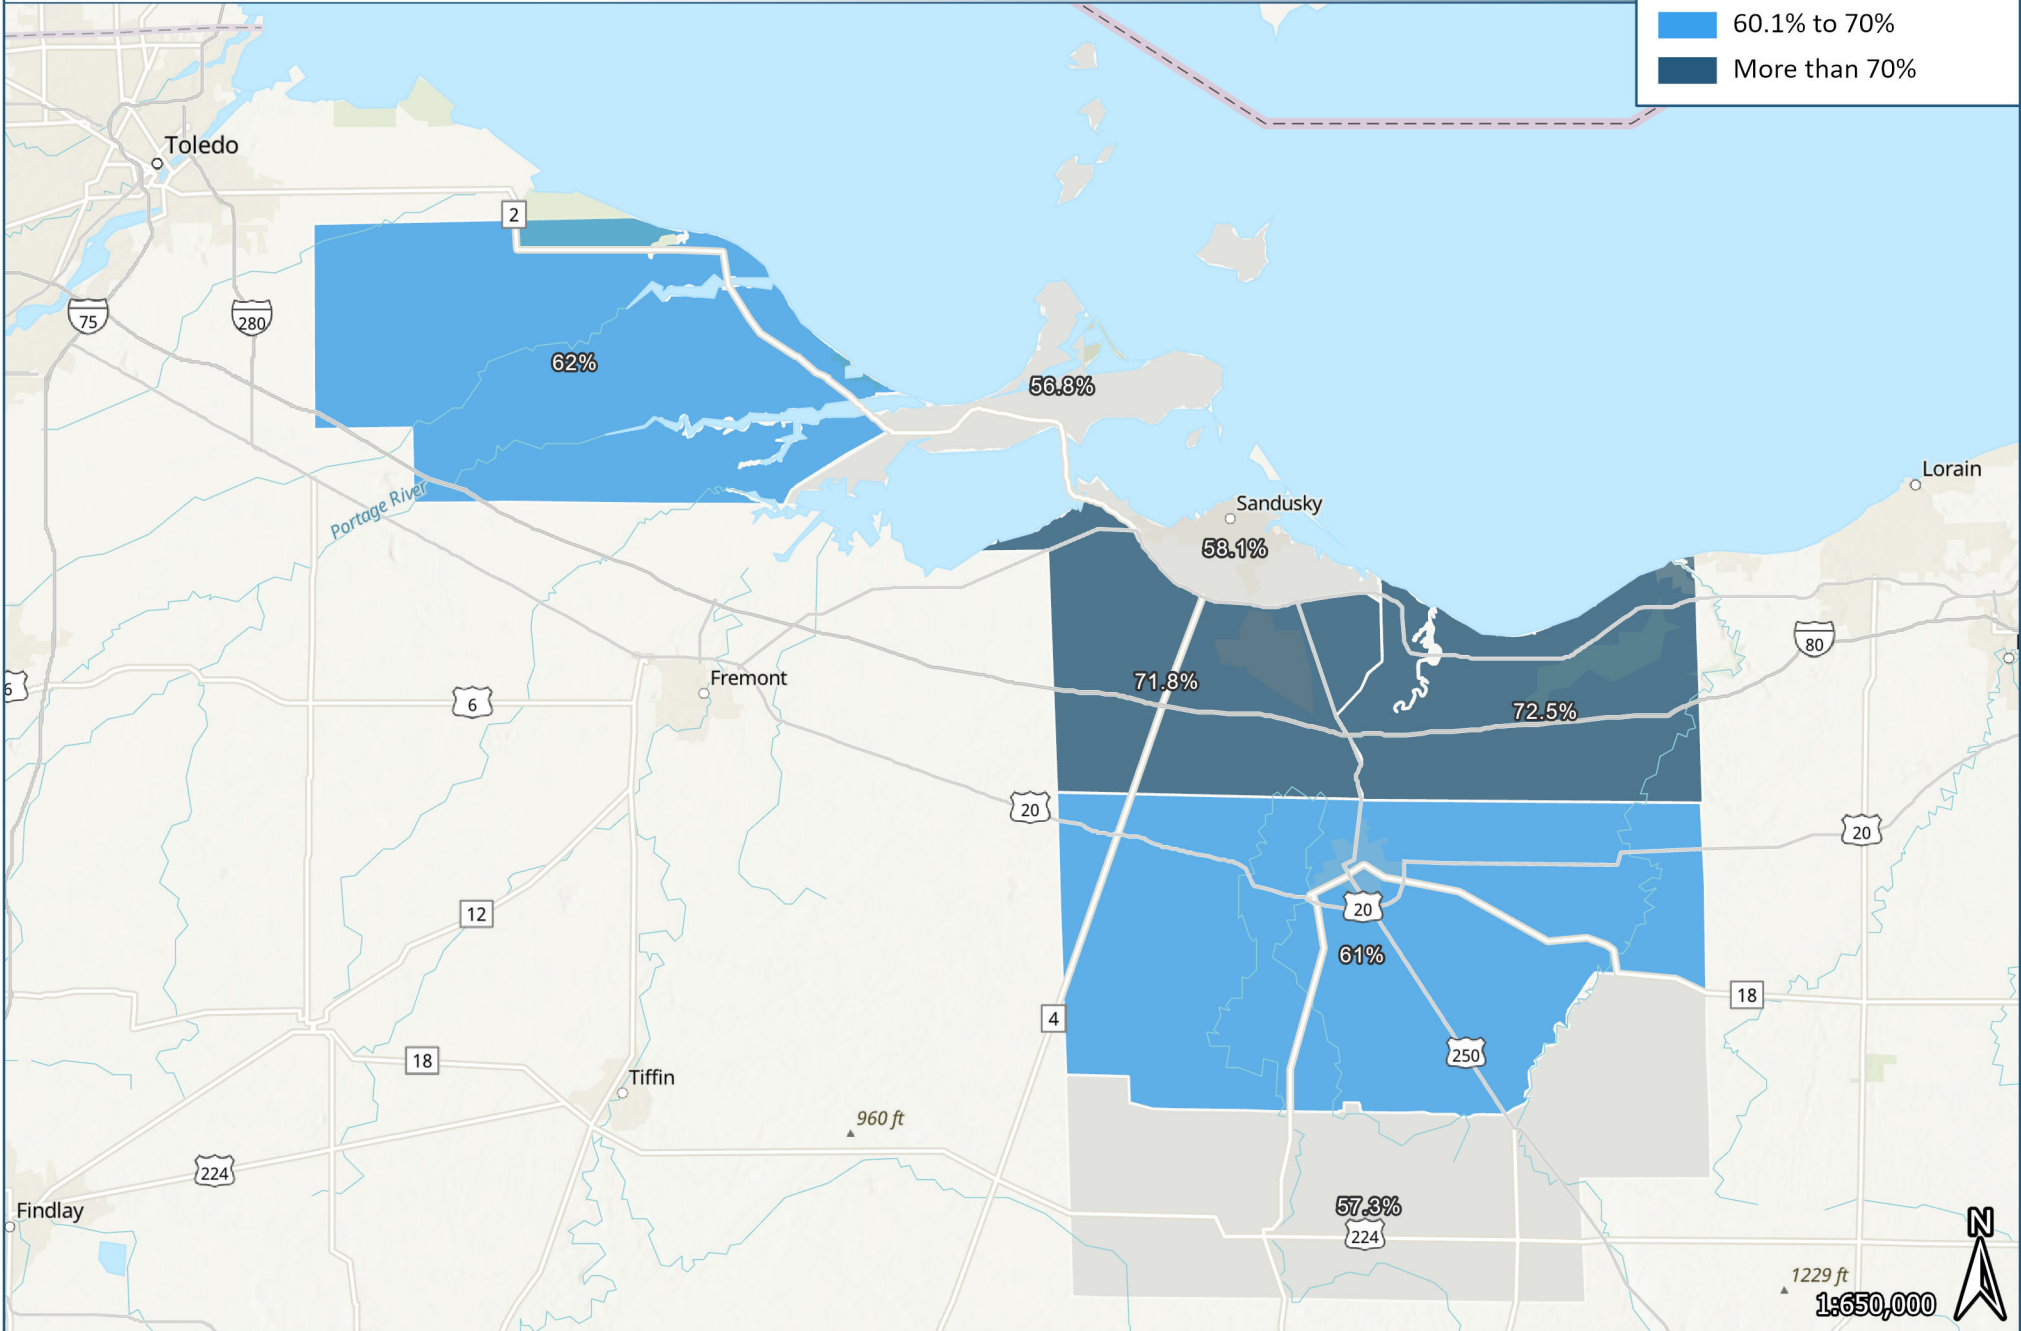 60.1% to 70%
More than 70%
Toledo
2
75
280
62%
56.8%
Lorain
Sandusky
58.1%
Portage River
80
6
6
Fremont
71.8%
72.5%
20
20
12
20
61%
4
18
18
250
Tiffin
960 ft
224
Findlay
57.3%
224
N
1229 ft
1:650,000